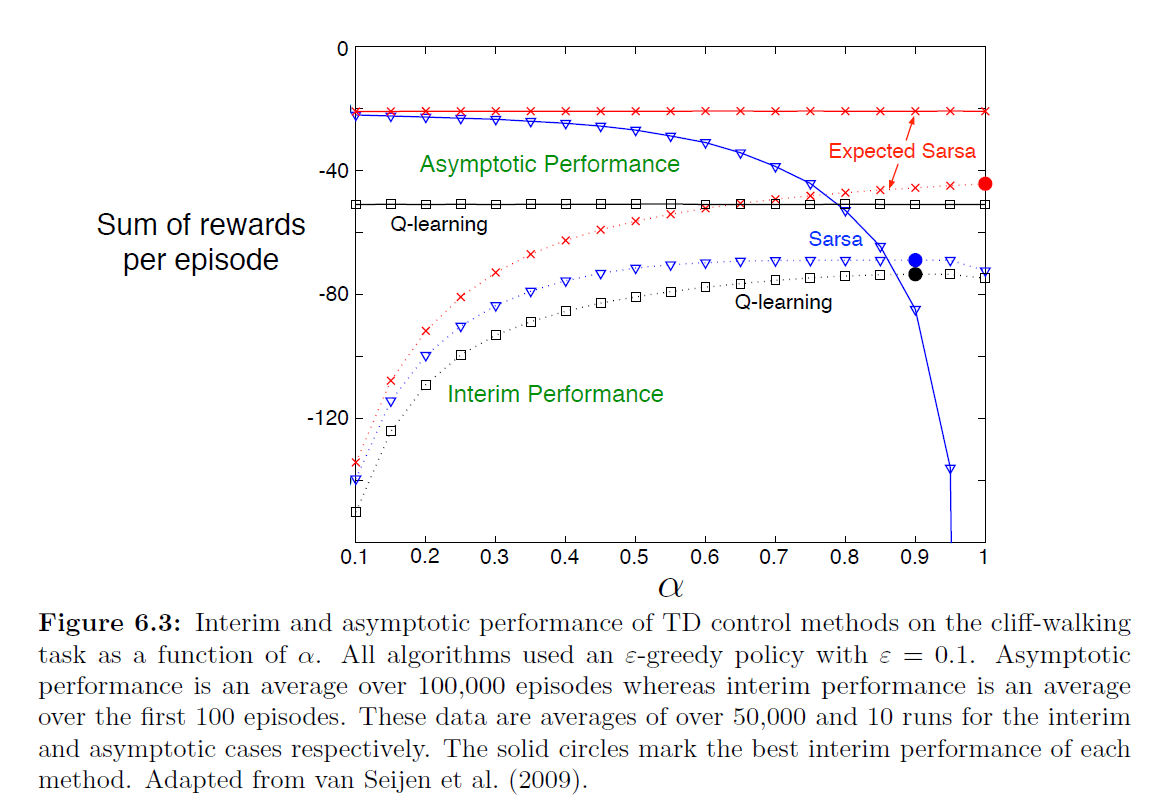 0
-40
-80
-120
Sum of rewards
per episode
Asymptotic Performance
Expected Sarsa
Q-learning
Sarsa
Q-learning
Interim Performance
0.1 0.2 0.3 0.4 0.5 0.6 0.7 0.8 0.9 1
α
Figure 6.3: Interim and asymptotic performance of TD control methods on the cliff-walking
task as a function of α. All algorithms used an ε-greedy policy with ε = 0.1. Asymptotic
performance is an average over 100,000 episodes whereas interim performance is an average
over the first 100 episodes. These data are averages of over 50,000 and 10 runs for the interim
and asymptotic cases respectively. The solid circles mark the best interim performance of each
method. Adapted from van Seijen et al. (2009).